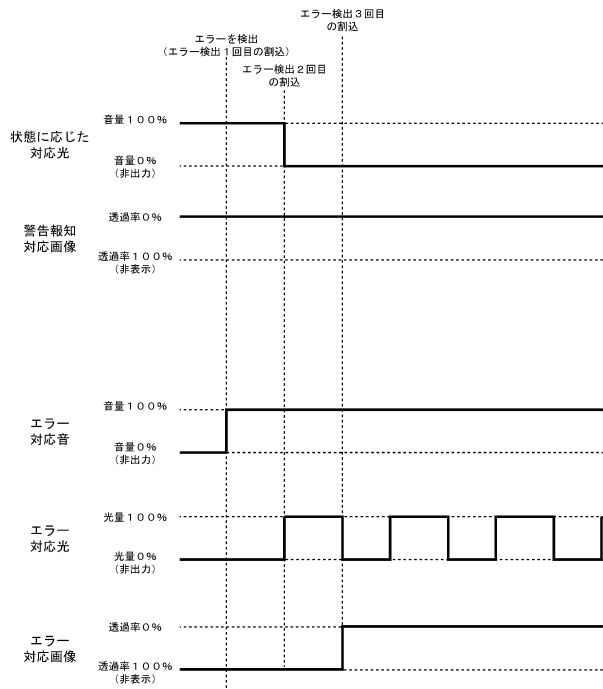 エラー検出３回目
の割込
エラーを検出
（エラー検出１回目の割込）
エラー検出２回目
の割込
状態に応じた
対応光
音量１００％
音量０％
（非出力）
警告報知
対応画像
透過率０％
透過率１００％
（非表示）
エラー
対応音
音量１００％
音量０％
（非出力）
エラー
対応光
光量１００％
光量０％
（非出力）
エラー
対応画像
透過率０％
透過率１００％
（非表示）